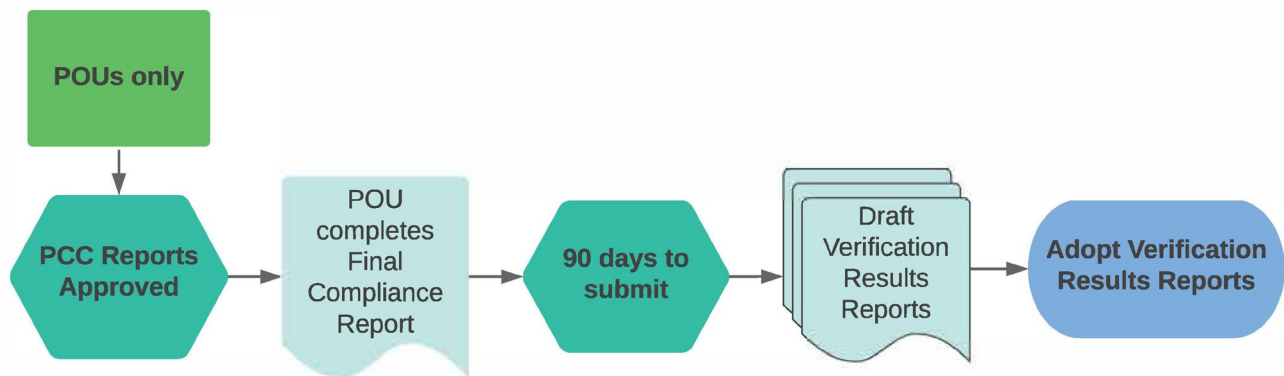 POUs only
PCC Reports
Approved
POU
completes
Final
Compliance
Report
90 days to
submit
Draft
Verification
Results
Reports
Adopt Verification
Results Reports